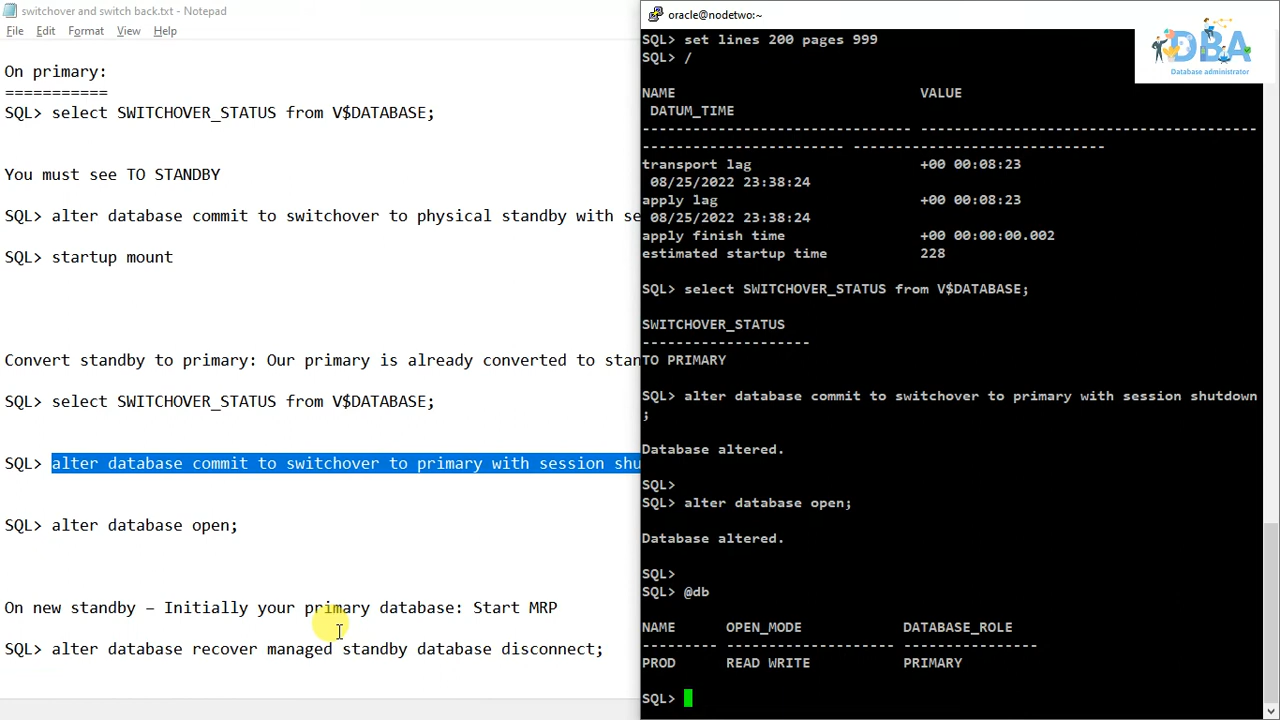 switchover and switch back.txt - Notepad
File Edit Format View Help
On primary:
===========
SQL> select SWITCHOVER_STATUS from V$DATABASE;
You must see TO STANDBY
SQL> alter database commit to switchover to physical standby with se
SQL> startup mount
Convert standby to primary: Our primary is already converted to stan
SQL> select SWITCHOVER_STATUS from V$DATABASE;
SQL> alter database commit to switchover to primary with session shu
SQL> alter database open;
On new standby – Initially your primary database: Start MRP
SQL> alter database recover managed standby database disconnect;
oracle@nodetwo:~
DBA
Database administrator
SQL> set lines 200 pages 999
SQL> /
NAME VALUE
DATUM_TIME
-------------------------------- ----------------------------------------
------------------------ ------------------------------
transport lag +00 00:08:23
08/25/2022 23:38:24
apply lag +00 00:08:23
08/25/2022 23:38:24
apply finish time +00 00:00:00.002
estimated startup time 228
SQL> select SWITCHOVER_STATUS from V$DATABASE;
SWITCHOVER_STATUS
--------------------
TO PRIMARY
SQL> alter database commit to switchover to primary with session shutdown
;
Database altered.
SQL>
SQL> alter database open;
Database altered.
SQL>
SQL> @db
NAME OPEN_MODE DATABASE_ROLE
--------- -------------------- ----------------
PROD READ WRITE PRIMARY
SQL>